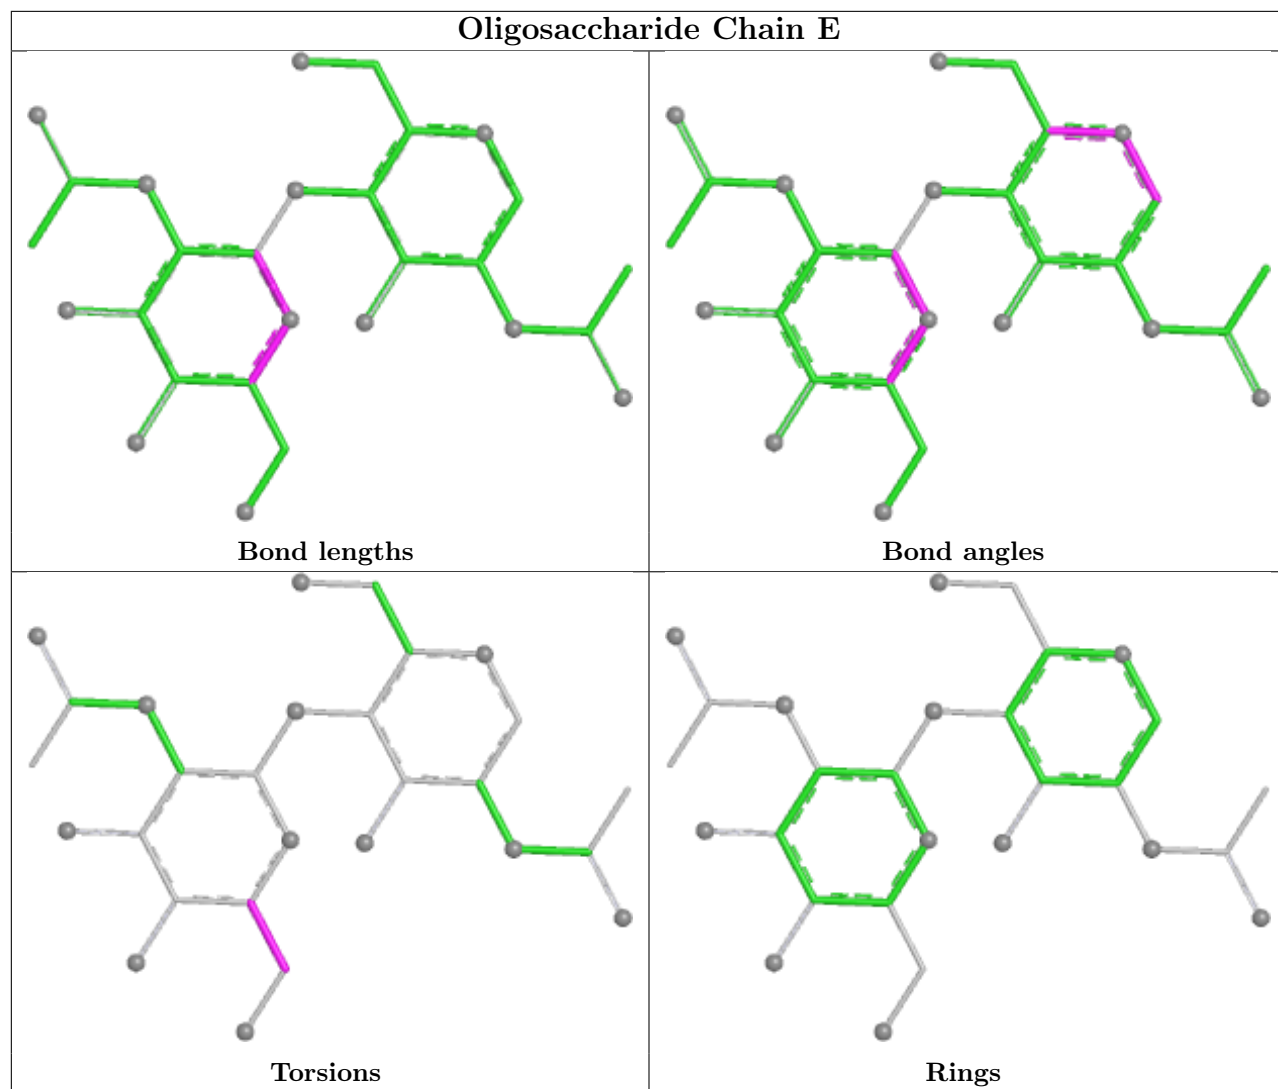 Oligosaccharide Chain E
Bond lengths
Bond angles
Torsions
Rings